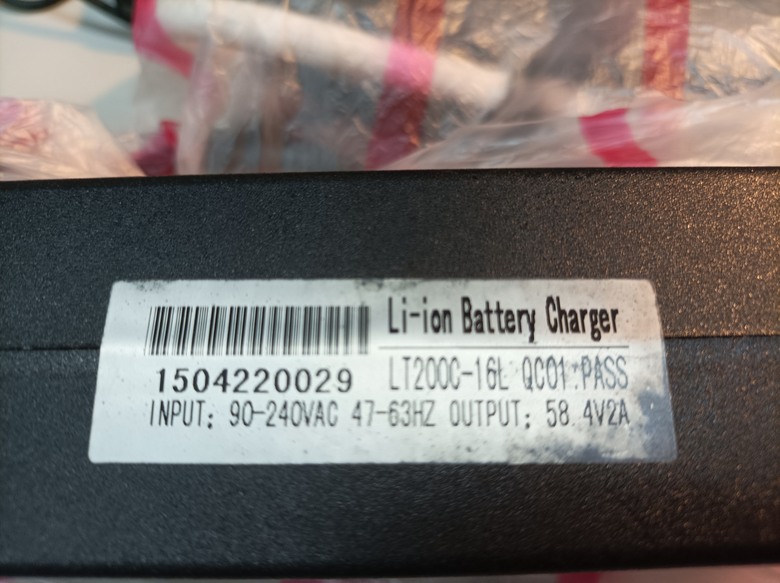 Li-ion Battery Charger
1504220029 LT200C-16L QC01:PASS
INPUT: 90-240VAC 47-63HZ OUTPUT: 58.4V2A